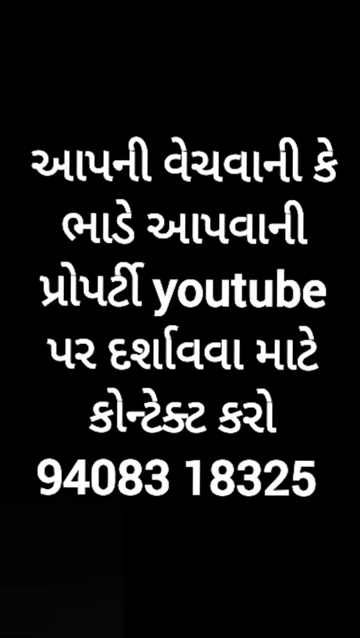 આપની વેચવાની કે
ભાડે આપવાની
પ્રોપર્ટી youtube
પર દર્શાવવા માટે
કોન્ટેક્ટ કરો
94083 18325